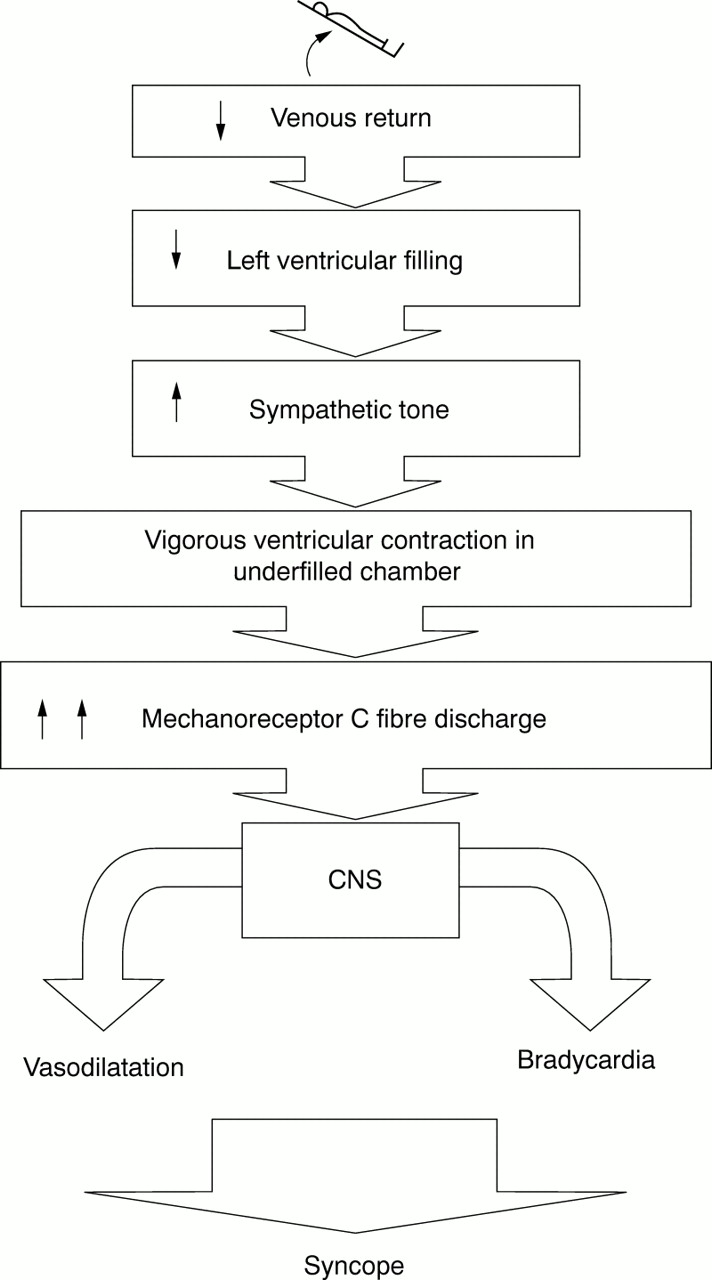 Venous return
Left ventricular filling
Sympathetic tone
Vigorous ventricular contraction in
underfilled chamber
Mechanoreceptor C fibre discharge
CNS
Vasodilatation
Bradycardia
Syncope